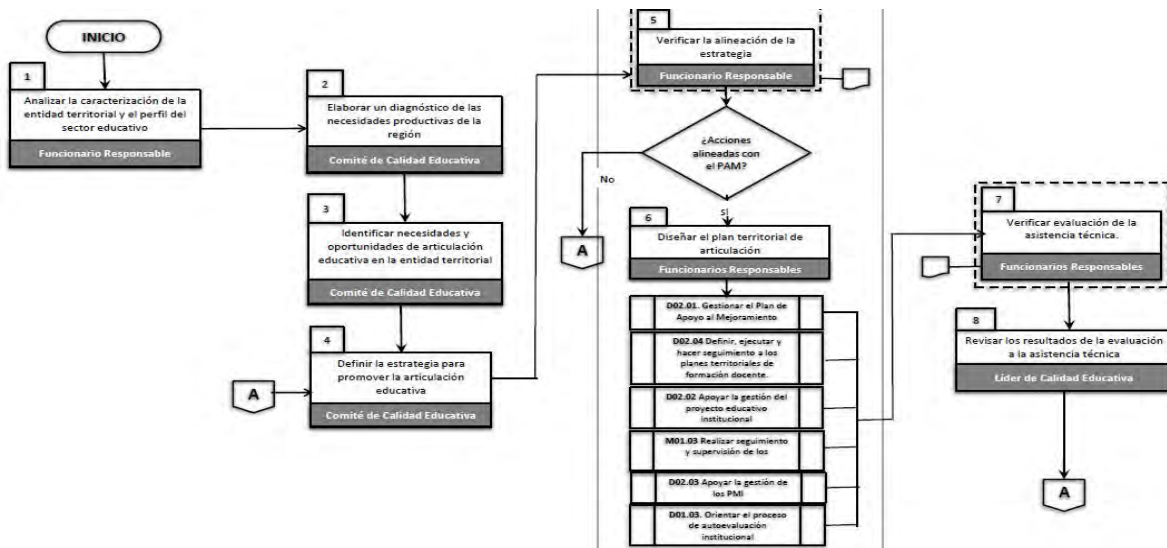 INICIO
1
Analizar la caracterización de la
entidad territorial y el perfil del
sector educativo
Funcionario Responsable
2
Elaborar un diagnóstico de las
necesidades productivas de la
región
Comité de Calidad Educativa
3
Identificar necesidades y
oportunidades de articulación
educativa en la entidad territorial
Comité de Calidad Educativa
4
Definir la estrategia para
promover la articulación
educativa
Comité de Calidad Educativa
A
5
Verificar la alineación de la
estrategia
Funcionario Responsable
¿Acciones
alineadas con
el PAM?
No
A
SI
6
Diseñar el plan territorial de
articulación
Funcionarios Responsables
D02.01. Gestionar el Plan de
Apoyo al Mejoramiento
D02.04 Definir, ejecutar y
hacer seguimiento a los
planes territoriales de
formación docente.
D02.02 Apoyar la gestión del
proyecto educativo
institucional
M01.03 Realizar seguimiento
y supervisión de los
D02.03 Apoyar la gestión de
los PMI
D01.03. Orientar el proceso
de autoevaluación
institucional
7
Verificar evaluación de la
asistencia técnica.
Funcionarios Responsables
8
Revisar los resultados de la evaluación
a la asistencia técnica
Líder de Calidad Educativa
A